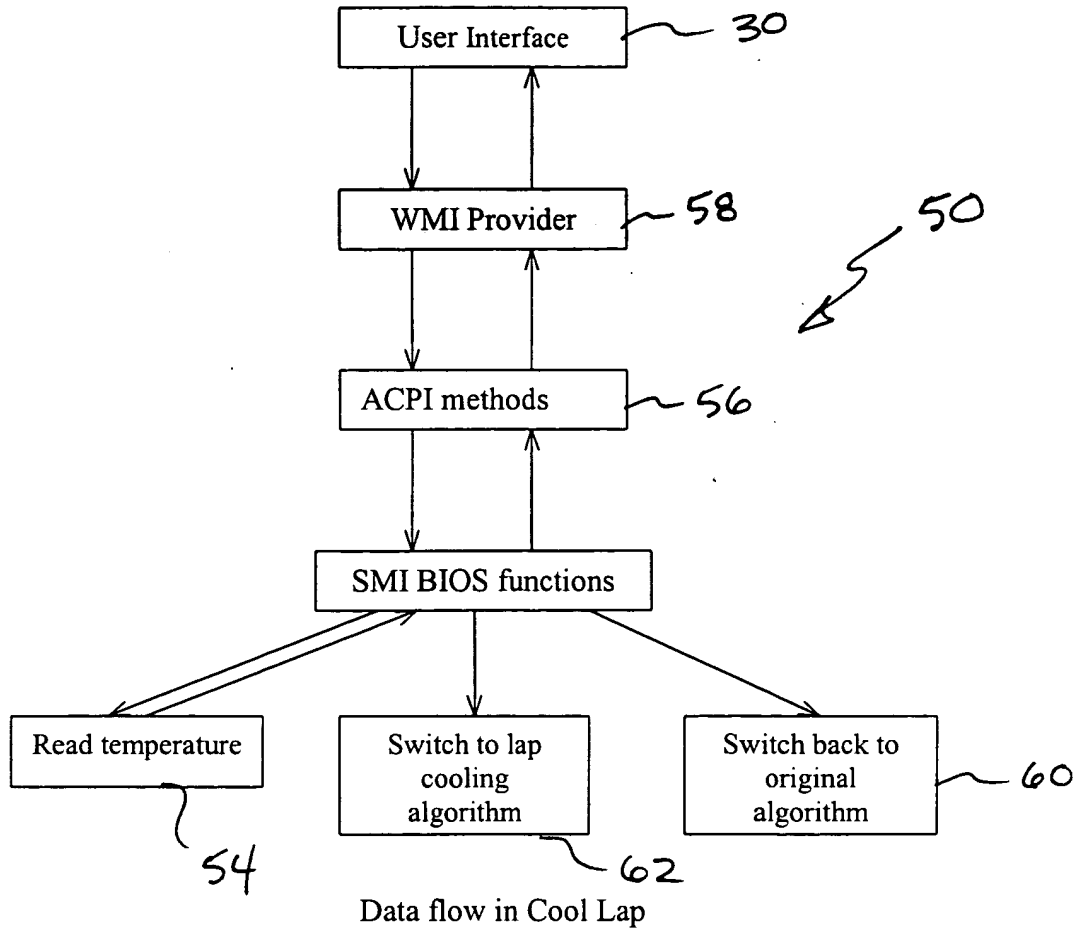 User Interface
30
WMI Provider
58
50
ACPI methods
56
SMI BIOS functions
Read temperature
Switch to lap
cooling
algorithm
Switch back to
original
algorithm
60
54
62
Data flow in Cool Lap